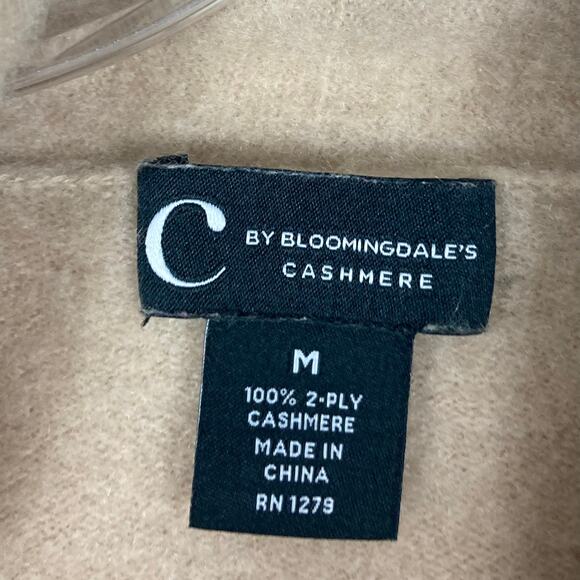 C BY BLOOMINGDALE'S
CASHMERE
M
100% 2-PLY
CASHMERE
MADE IN
CHINA
RN 1279